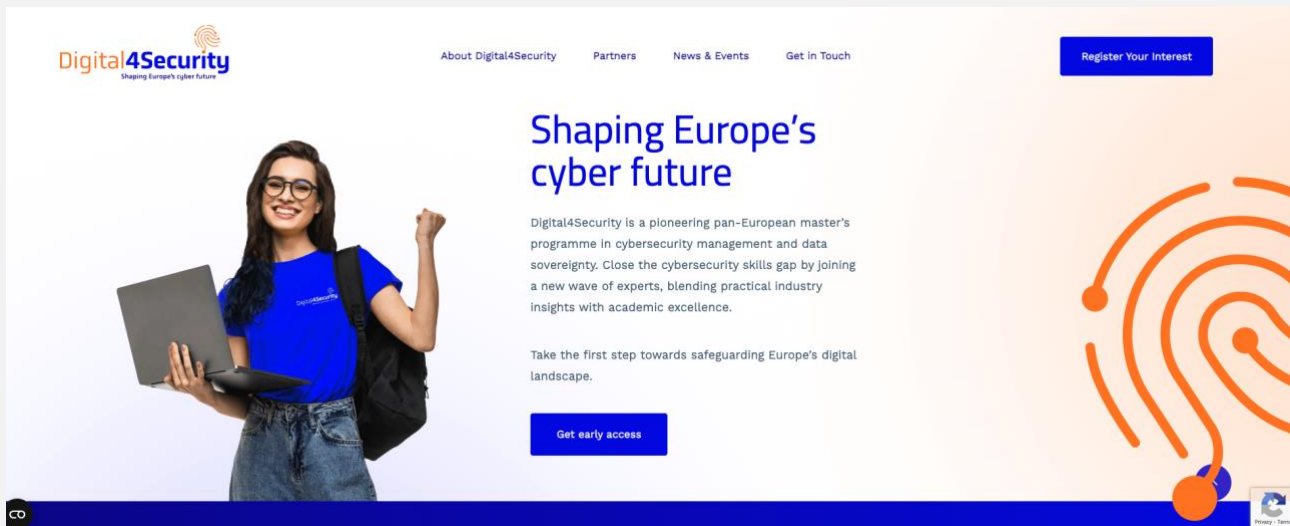 Digital4Security
Shaping Europe's cyber future
About Digital4Security
Partners
News & Events
Get in Touch
Register Your Interest
Shaping Europe's
cyber future
Digital4Security is a pioneering pan-European master's
programme in cybersecurity management and data
sovereignty. Close the cybersecurity skills gap by joining
a new wave of experts, blending practical industry
insights with academic excellence.
Take the first step towards safeguarding Europe's digital
landscape.
Get early access
Digital4Security
Privacy - Term